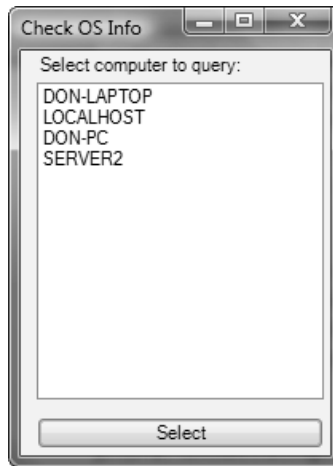 Check OS Info
Select computer to query:
DON-LAPTOP
LOCALHOST
DON-PC
SERVER2
Select